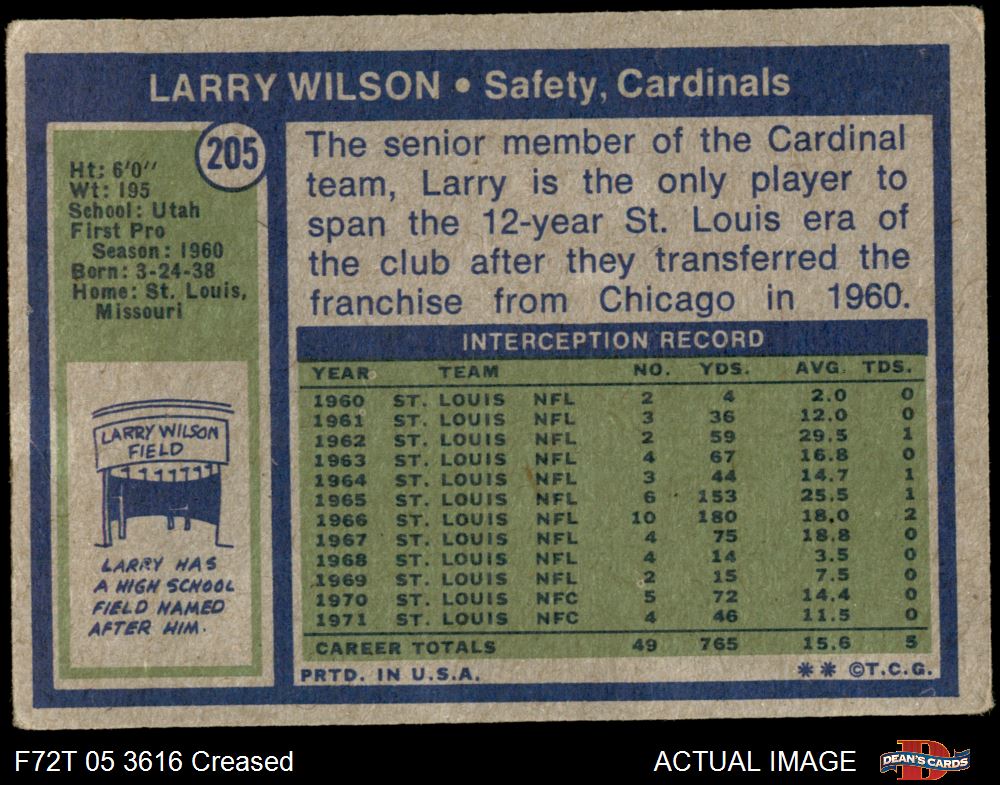 LARRY WILSON • Safety, Cardinals
205
Ht: 6'0''
Wt: 195
School: Utah
First Pro
Season: 1960
Born: 3-24-38
Home: St. Louis,
Missouri
LARRY WILSON
FIELD
LARRY HAS
A HIGH SCHOOL
FIELD NAMED
AFTER HIM.
The senior member of the Cardinal
team, Larry is the only player to
span the 12-year St. Louis era of
the club after they transferred the
franchise from Chicago in 1960.
INTERCEPTION RECORD
YEAR TEAM NO. YDS. AVG. TDS.
1960 ST. LOUIS NFL 2 4 2.0 0
1961 ST. LOUIS NFL 3 36 12.0 0
1962 ST. LOUIS NFL 2 59 29.5 1
1963 ST. LOUIS NFL 4 67 16.8 0
1964 ST. LOUIS NFL 3 44 14.7 1
1965 ST. LOUIS NFL 6 153 25.5 1
1966 ST. LOUIS NFL 10 180 18.0 2
1967 ST. LOUIS NFL 4 75 18.8 0
1968 ST. LOUIS NFL 4 14 3.5 0
1969 ST. LOUIS NFL 2 15 7.5 0
1970 ST. LOUIS NFC 5 72 14.4 0
1971 ST. LOUIS NFC 4 46 11.5 0
CAREER TOTALS 49 765 15.6 5
PRTD. IN U.S.A. ** ©T.C.G.
F72T 05 3616 Creased ACTUAL IMAGE DEAN'S CARDS